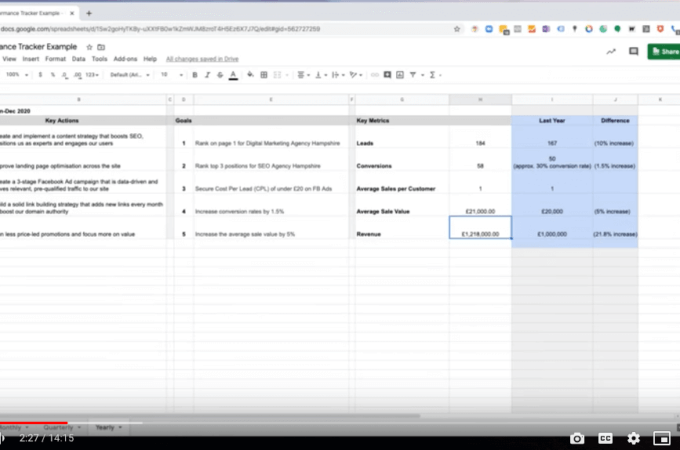 ormance Tracker Example
docs.google.com/spreadsheets/d/
ance Tracker Example
View Insert Format Data Tools Add-ons Help All changes saved in Drive
Share
100% $ % .0 .00 123 Default (Ari... 10 B I S A
n-Dec 2020
Key Actions Goals Key Metrics Last Year Difference
eate and implement a content strategy that boosts SEO,
sitions us as experts and engages our users
1 Rank on page 1 for Digital Marketing Agency Hampshire Leads 184 167 (10% increase)
prove landing page optimisation across the site
2 Rank top 3 positions for SEO Agency Hampshire Conversions 58 50
(approx. 30% conversion rate) (1.5% increase)
eate a 3-stage Facebook Ad campaign that is data-driven and
ves relevant, pre-qualified traffic to our site
3 Secure Cost Per Lead (CPL) of under £20 on FB Ads Average Sales per Customer 1 1
ild a solid link building strategy that adds new links every month
boost our domain authority
4 Increase conversion rates by 1.5% Average Sale Value £21,000.00 £20,000 (5% increase)
n less price-led promotions and focus more on value
5 Increase the average sale value by 5% Revenue £1,218,000.00 £1,000,000 (21.8% increase)
Monthly Quarterly Yearly
2:27 / 14:15
CC